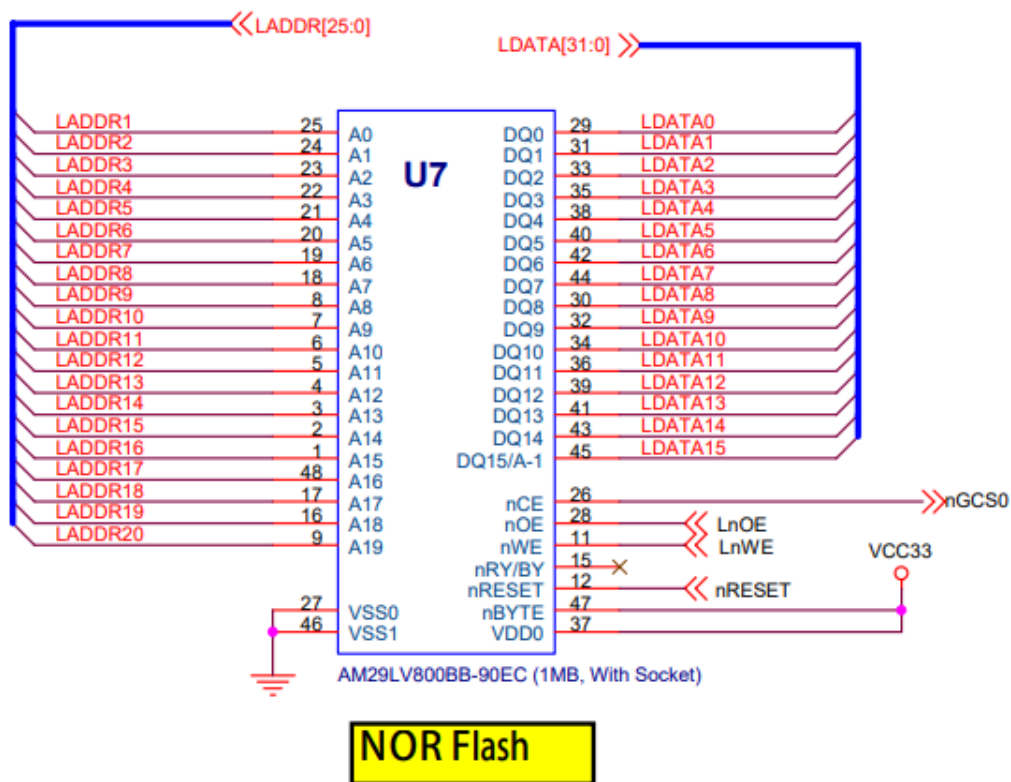 LADDR[25:0]
LDATA[31:0]
U7
LADDR1 25 A0 DQ0 29 LDATA0
LADDR2 24 A1 DQ1 31 LDATA1
LADDR3 23 A2 DQ2 33 LDATA2
LADDR4 22 A3 DQ3 35 LDATA3
LADDR5 21 A4 DQ4 38 LDATA4
LADDR6 20 A5 DQ5 40 LDATA5
LADDR7 19 A6 DQ6 42 LDATA6
LADDR8 18 A7 DQ7 44 LDATA7
LADDR9 8 A8 DQ8 30 LDATA8
LADDR10 7 A9 DQ9 32 LDATA9
LADDR11 6 A10 DQ10 34 LDATA10
LADDR12 5 A11 DQ11 36 LDATA11
LADDR13 4 A12 DQ12 39 LDATA12
LADDR14 3 A13 DQ13 41 LDATA13
LADDR15 2 A14 DQ14 43 LDATA14
LADDR16 1 A15 DQ15/A-1 45 LDATA15
LADDR17 48 A16
LADDR18 17 A17 nCE 26 nGCS0
LADDR19 16 A18 nOE 28 LnOE
LADDR20 9 A19 nWE 11 LnWE
VCC33
nRY/BY 15
nRESET 12 nRESET
27 VSS0 nBYTE 47
46 VSS1 VDD0 37
AM29LV800BB-90EC (1MB, With Socket)
NOR Flash